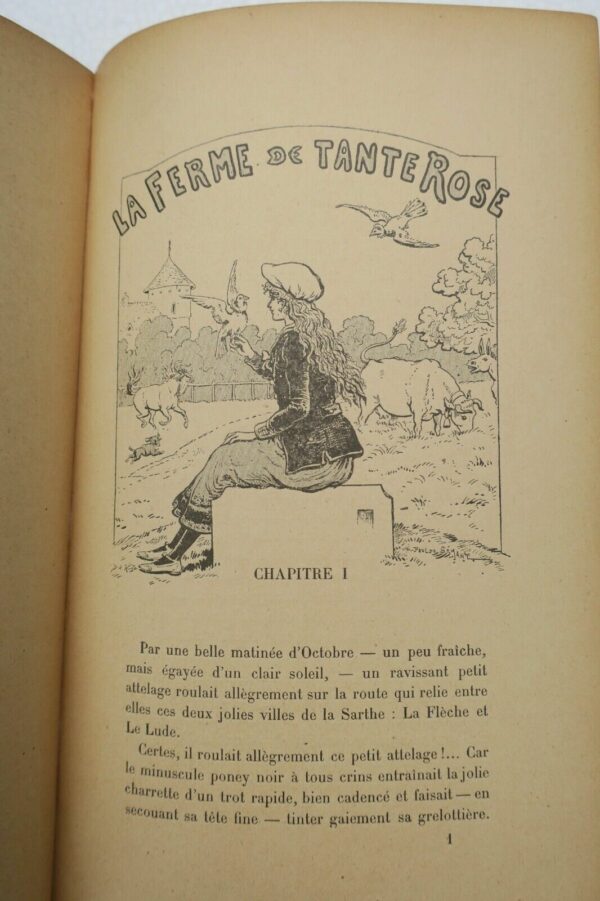 LA FERME DE TANTE ROSE
CHAPITRE I
Par une belle matinée d'Octobre — un peu fraîche,
mais égayée d'un clair soleil, — un ravissant petit
attelage roulait allègrement sur la route qui relie entre
elles ces deux jolies villes de la Sarthe : La Flèche et
Le Lude.
Certes, il roulait allègrement ce petit attelage !... Car
le minuscule poney noir à tous crins entraînait la jolie
charrette d'un trot rapide, bien cadencé et faisait — en
secouant sa tête fine — tinter gaiement sa grelottière.
1